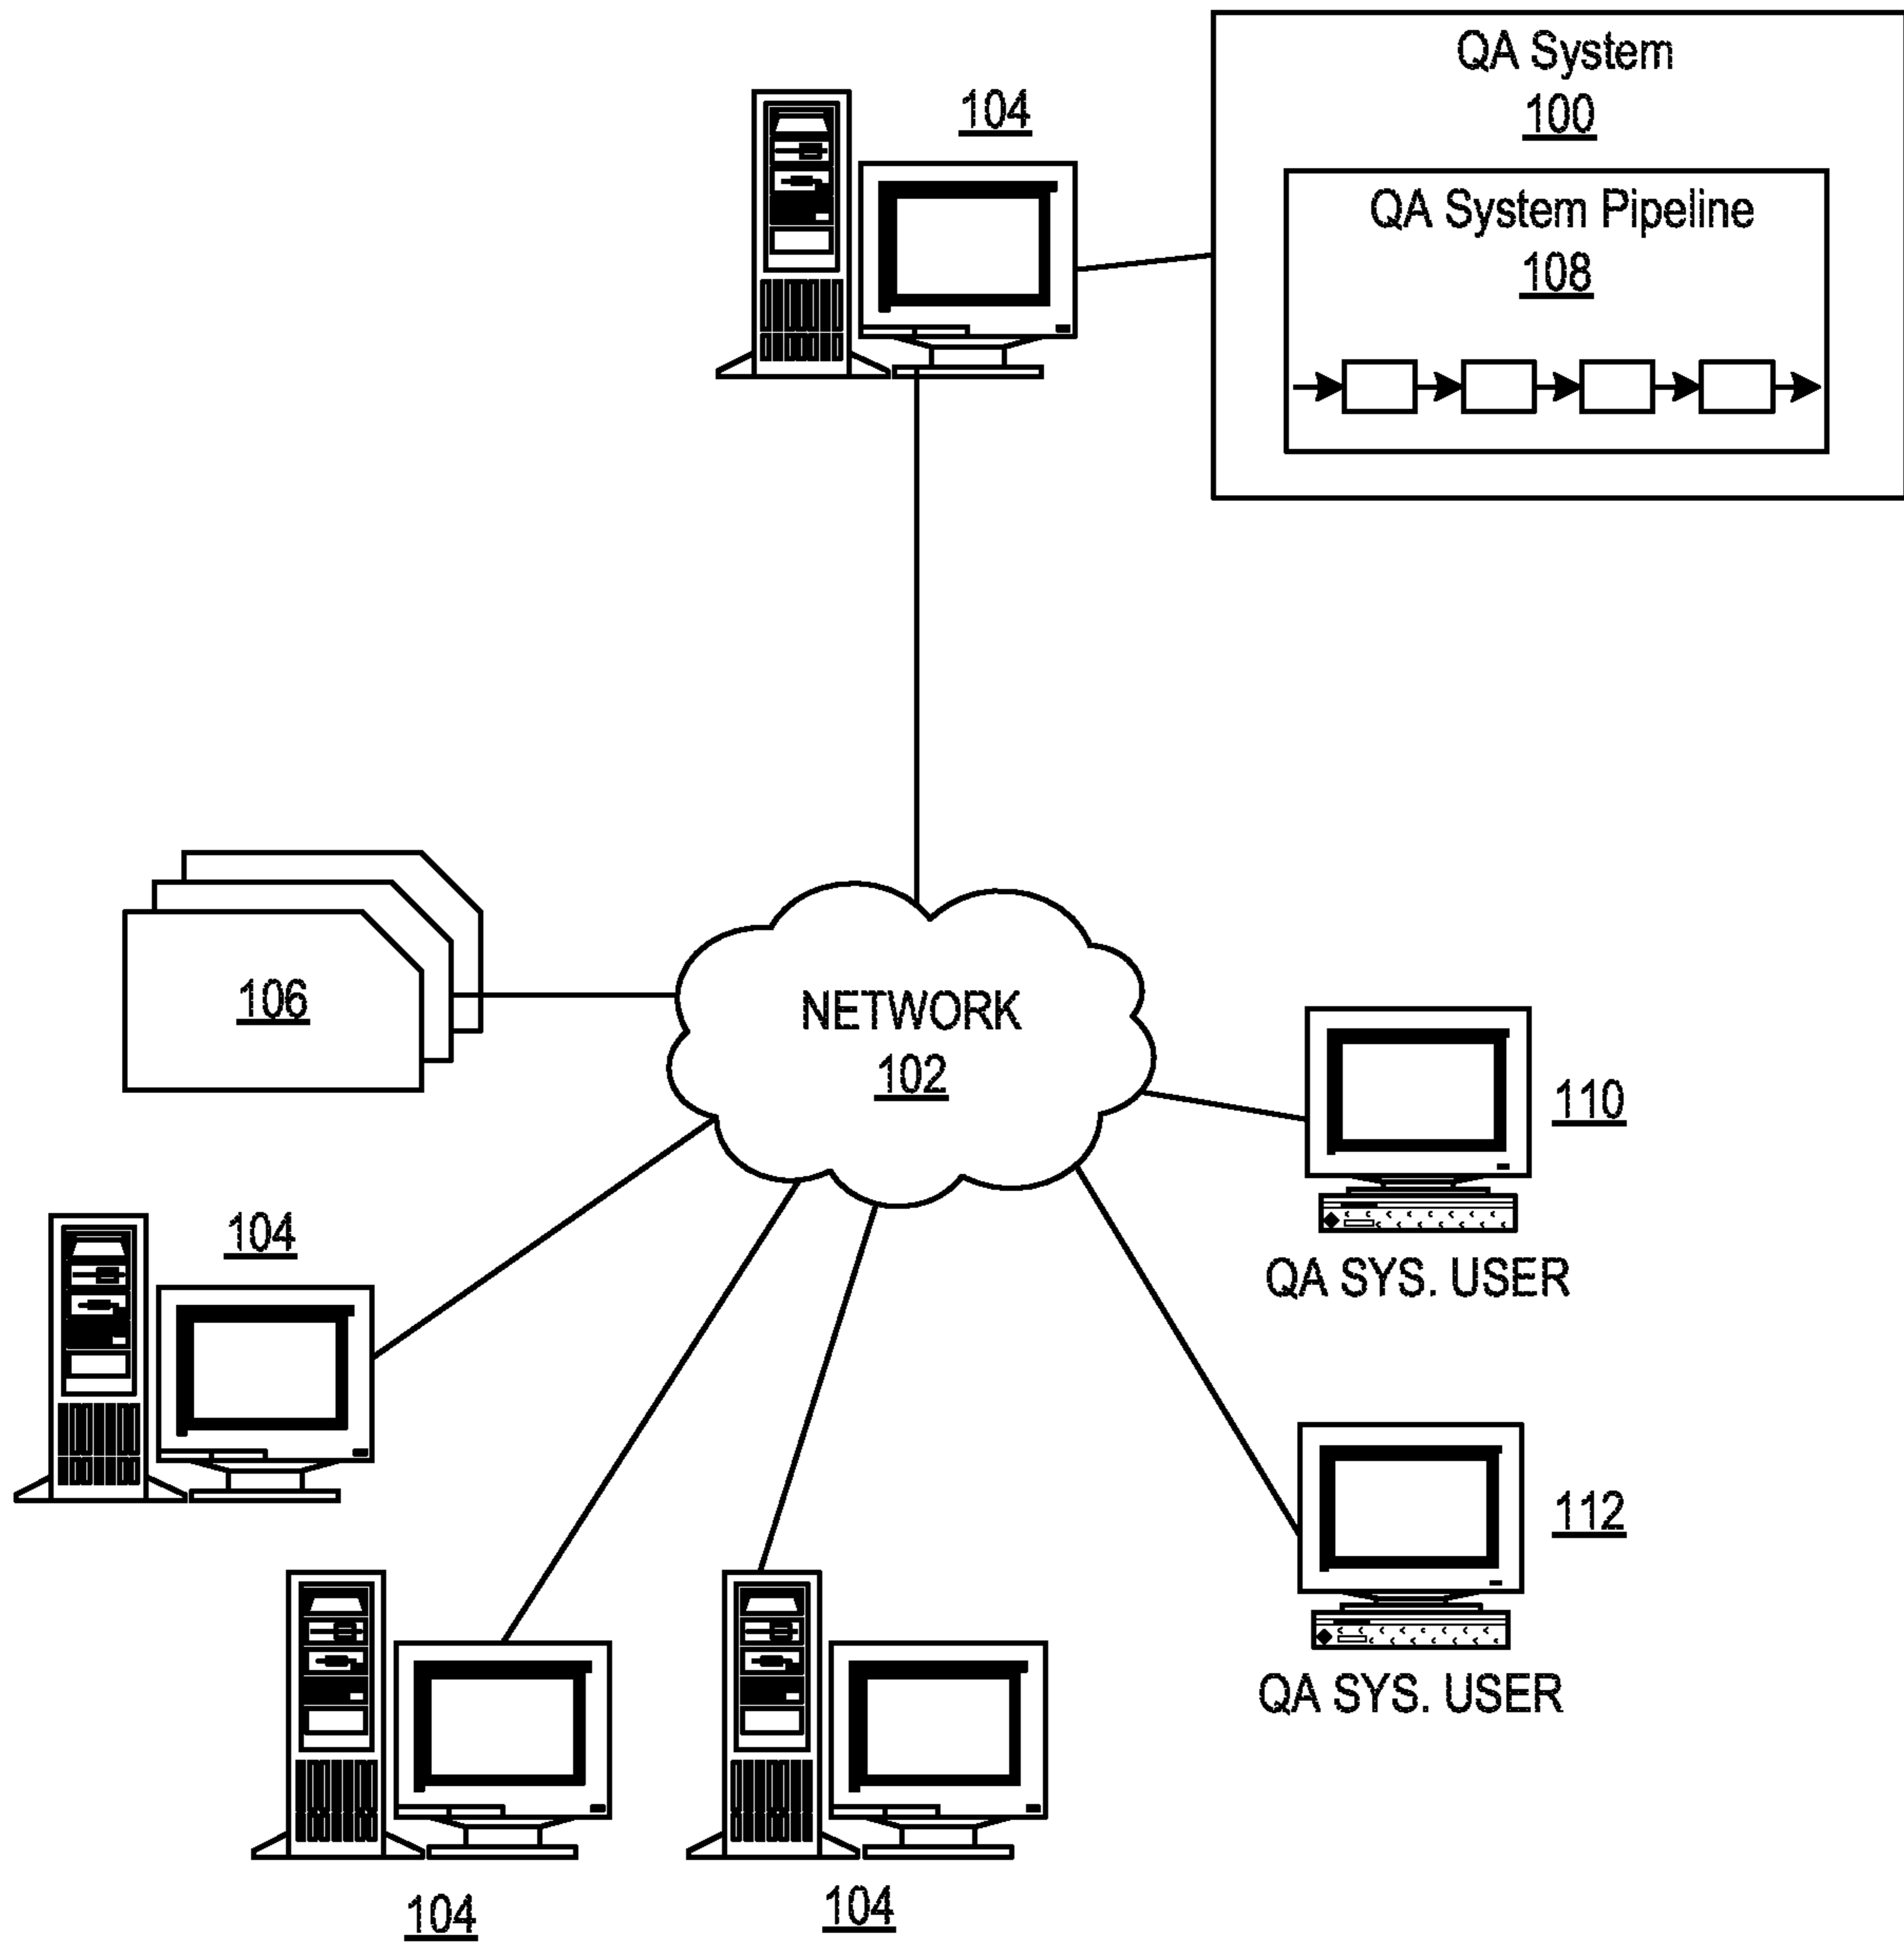 QA System
100
104
QA System Pipeline
108
106
NETWORK
102
110
QA SYS. USER
104
112
QA SYS. USER
104
104